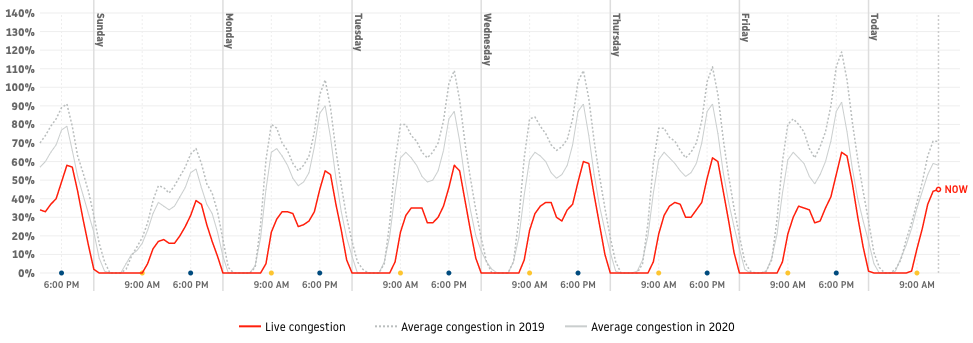 140%
130%
120%
110%
100%
90%
80%
70%
60%
50%
40%
30%
20%
10%
0%
Sunday
Monday
Tuesday
Wednesday
Thursday
Friday
Today
NOW
6:00 PM 9:00 AM 6:00 PM 9:00 AM 6:00 PM 9:00 AM 6:00 PM 9:00 AM 6:00 PM 9:00 AM 6:00 PM 9:00 AM 6:00 PM 9:00 AM
Live congestion Average congestion in 2019 Average congestion in 2020